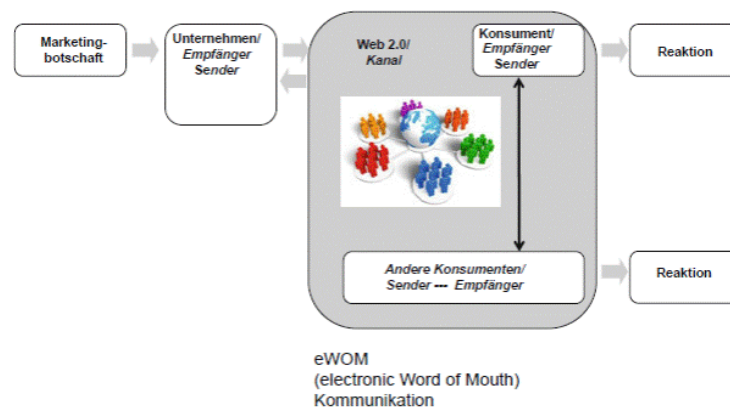 Marketing-
botschaft
Unternehmen/
Empfänger
Sender
Web 2.0/
Kanal
Konsument/
Empfänger
Sender
Reaktion
Andere Konsumenten/
Sender --- Empfänger
Reaktion
eWOM
(electronic Word of Mouth)
Kommunikation